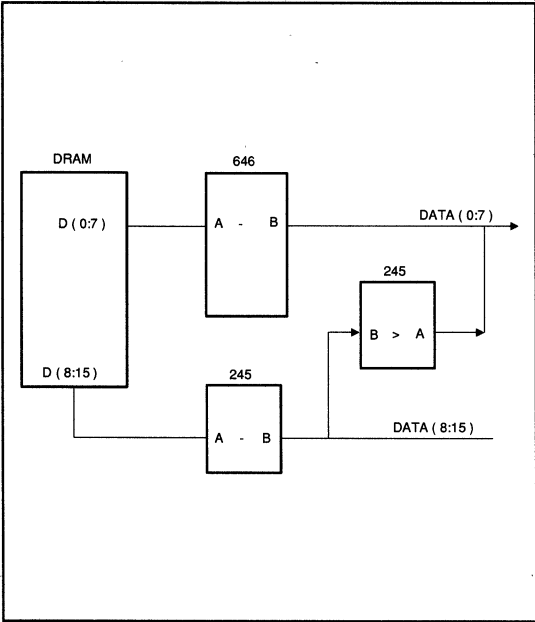 DRAM
646
D ( 0:7 )
A - B
DATA ( 0:7 )
245
B > A
D ( 8:15 )
245
A - B
DATA ( 8:15 )